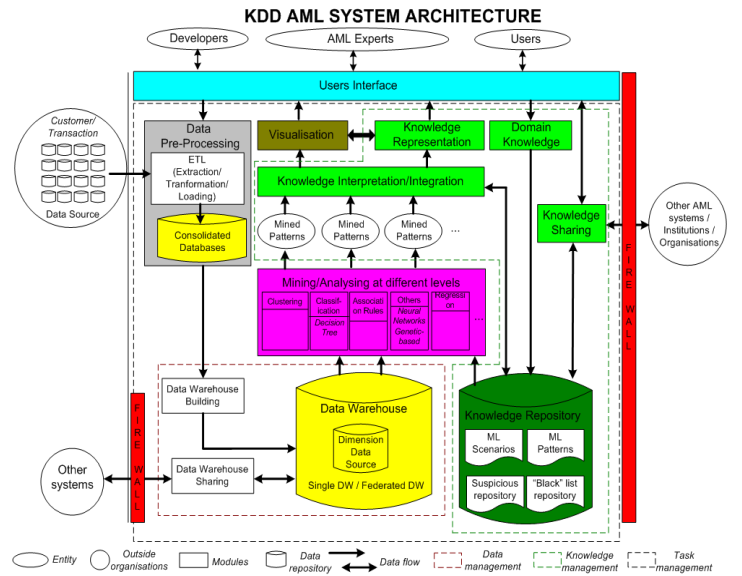 KDD AML SYSTEM ARCHITECTURE
Developers
AML Experts
Users
Users Interface
Customer/
Transaction
Data Source
Data
Pre-Processing
ETL
(Extraction/
Tranformation/
Loading)
Consolidated
Databases
Visualisation
Knowledge
Representation
Domain
Knowledge
Knowledge Interpretation/Integration
Knowledge
Sharing
Other AML
systems /
Institutions /
Organisations
Mined
Patterns
Mined
Patterns
Mined
Patterns
...
Mining/Analysing at different levels
Clustering
Classif-
ication
Decision
Tree
Associati
on Rules
Others
Neural
Networks
Genetic-
based
Regressi
on
...
FIRE WALL
Data Warehouse
Building
Data Warehouse
Dimension
Data
Source
Single DW / Federated DW
Data Warehouse
Sharing
Knowledge Repository
ML
Scenarios
ML
Patterns
Suspicious
repository
"Black" list
repository
FIRE WALL
Other
systems
Entity
Outside
organisations
Modules
Data
repository
Data flow
Data
management
Knowledge
management
Task
management